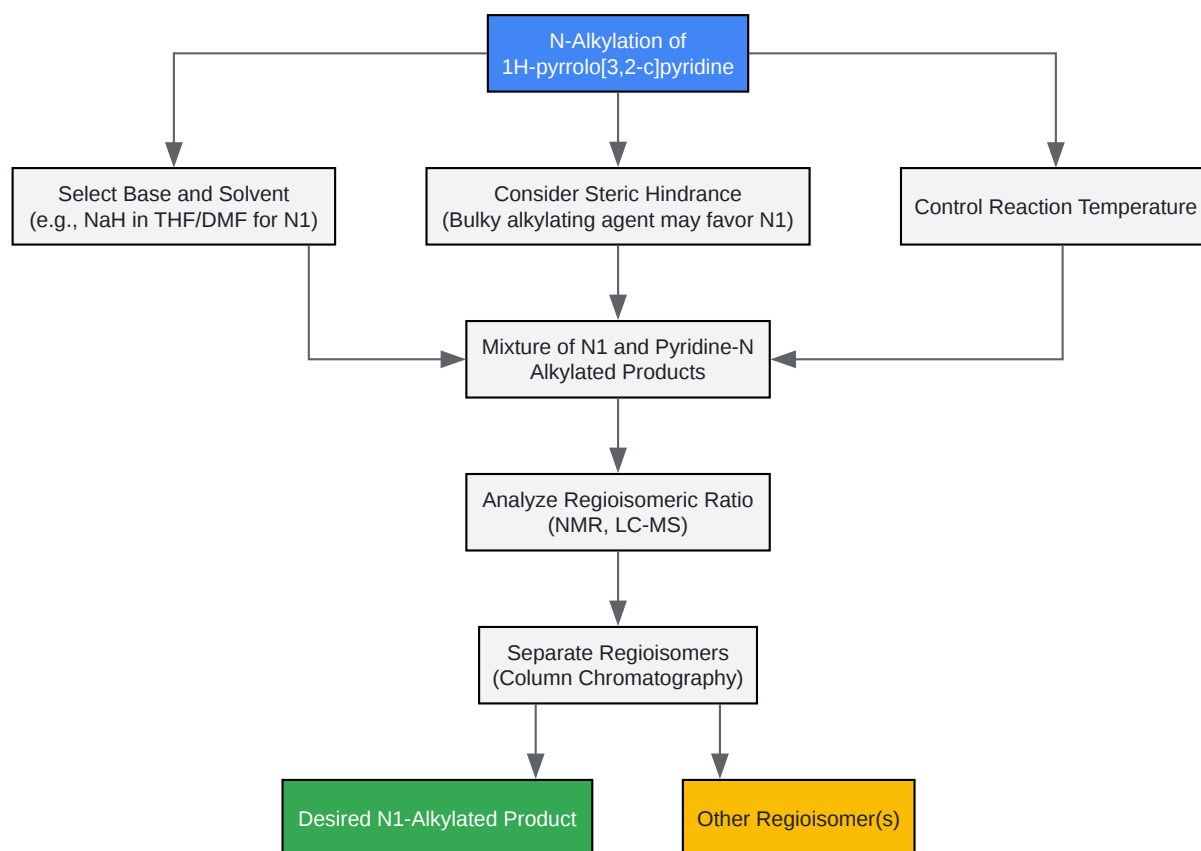 N-Alkylation of
1H-pyrrolo[3,2-c]pyridine
Select Base and Solvent
(e.g., NaH in THF/DMF for N1)
Consider Steric Hindrance
(Bulky alkylating agent may favor N1)
Control Reaction Temperature
Mixture of N1 and Pyridine-N
Alkylated Products
Analyze Regioisomeric Ratio
(NMR, LC-MS)
Separate Regioisomers
(Column Chromatography)
Desired N1-Alkylated Product
Other Regioisomer(s)